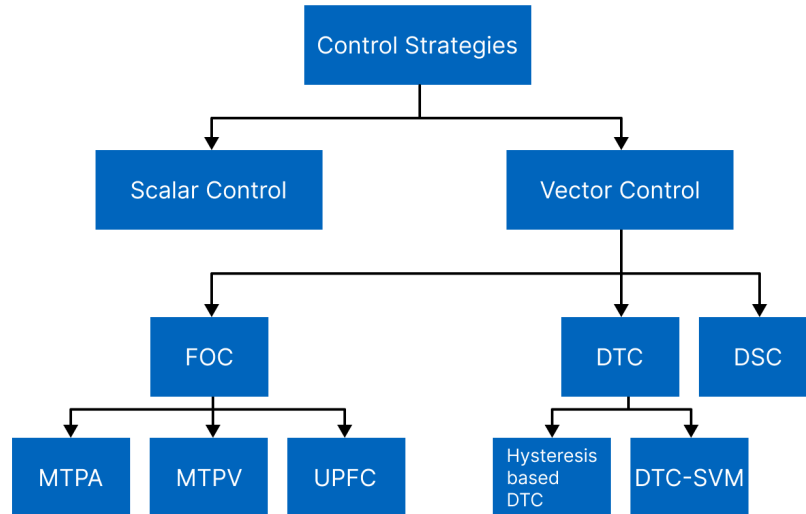 Control Strategies
Scalar Control
Vector Control
FOC
DTC
DSC
MTPA
MTPV
UPFC
Hysteresis
based
DTC
DTC-SVM